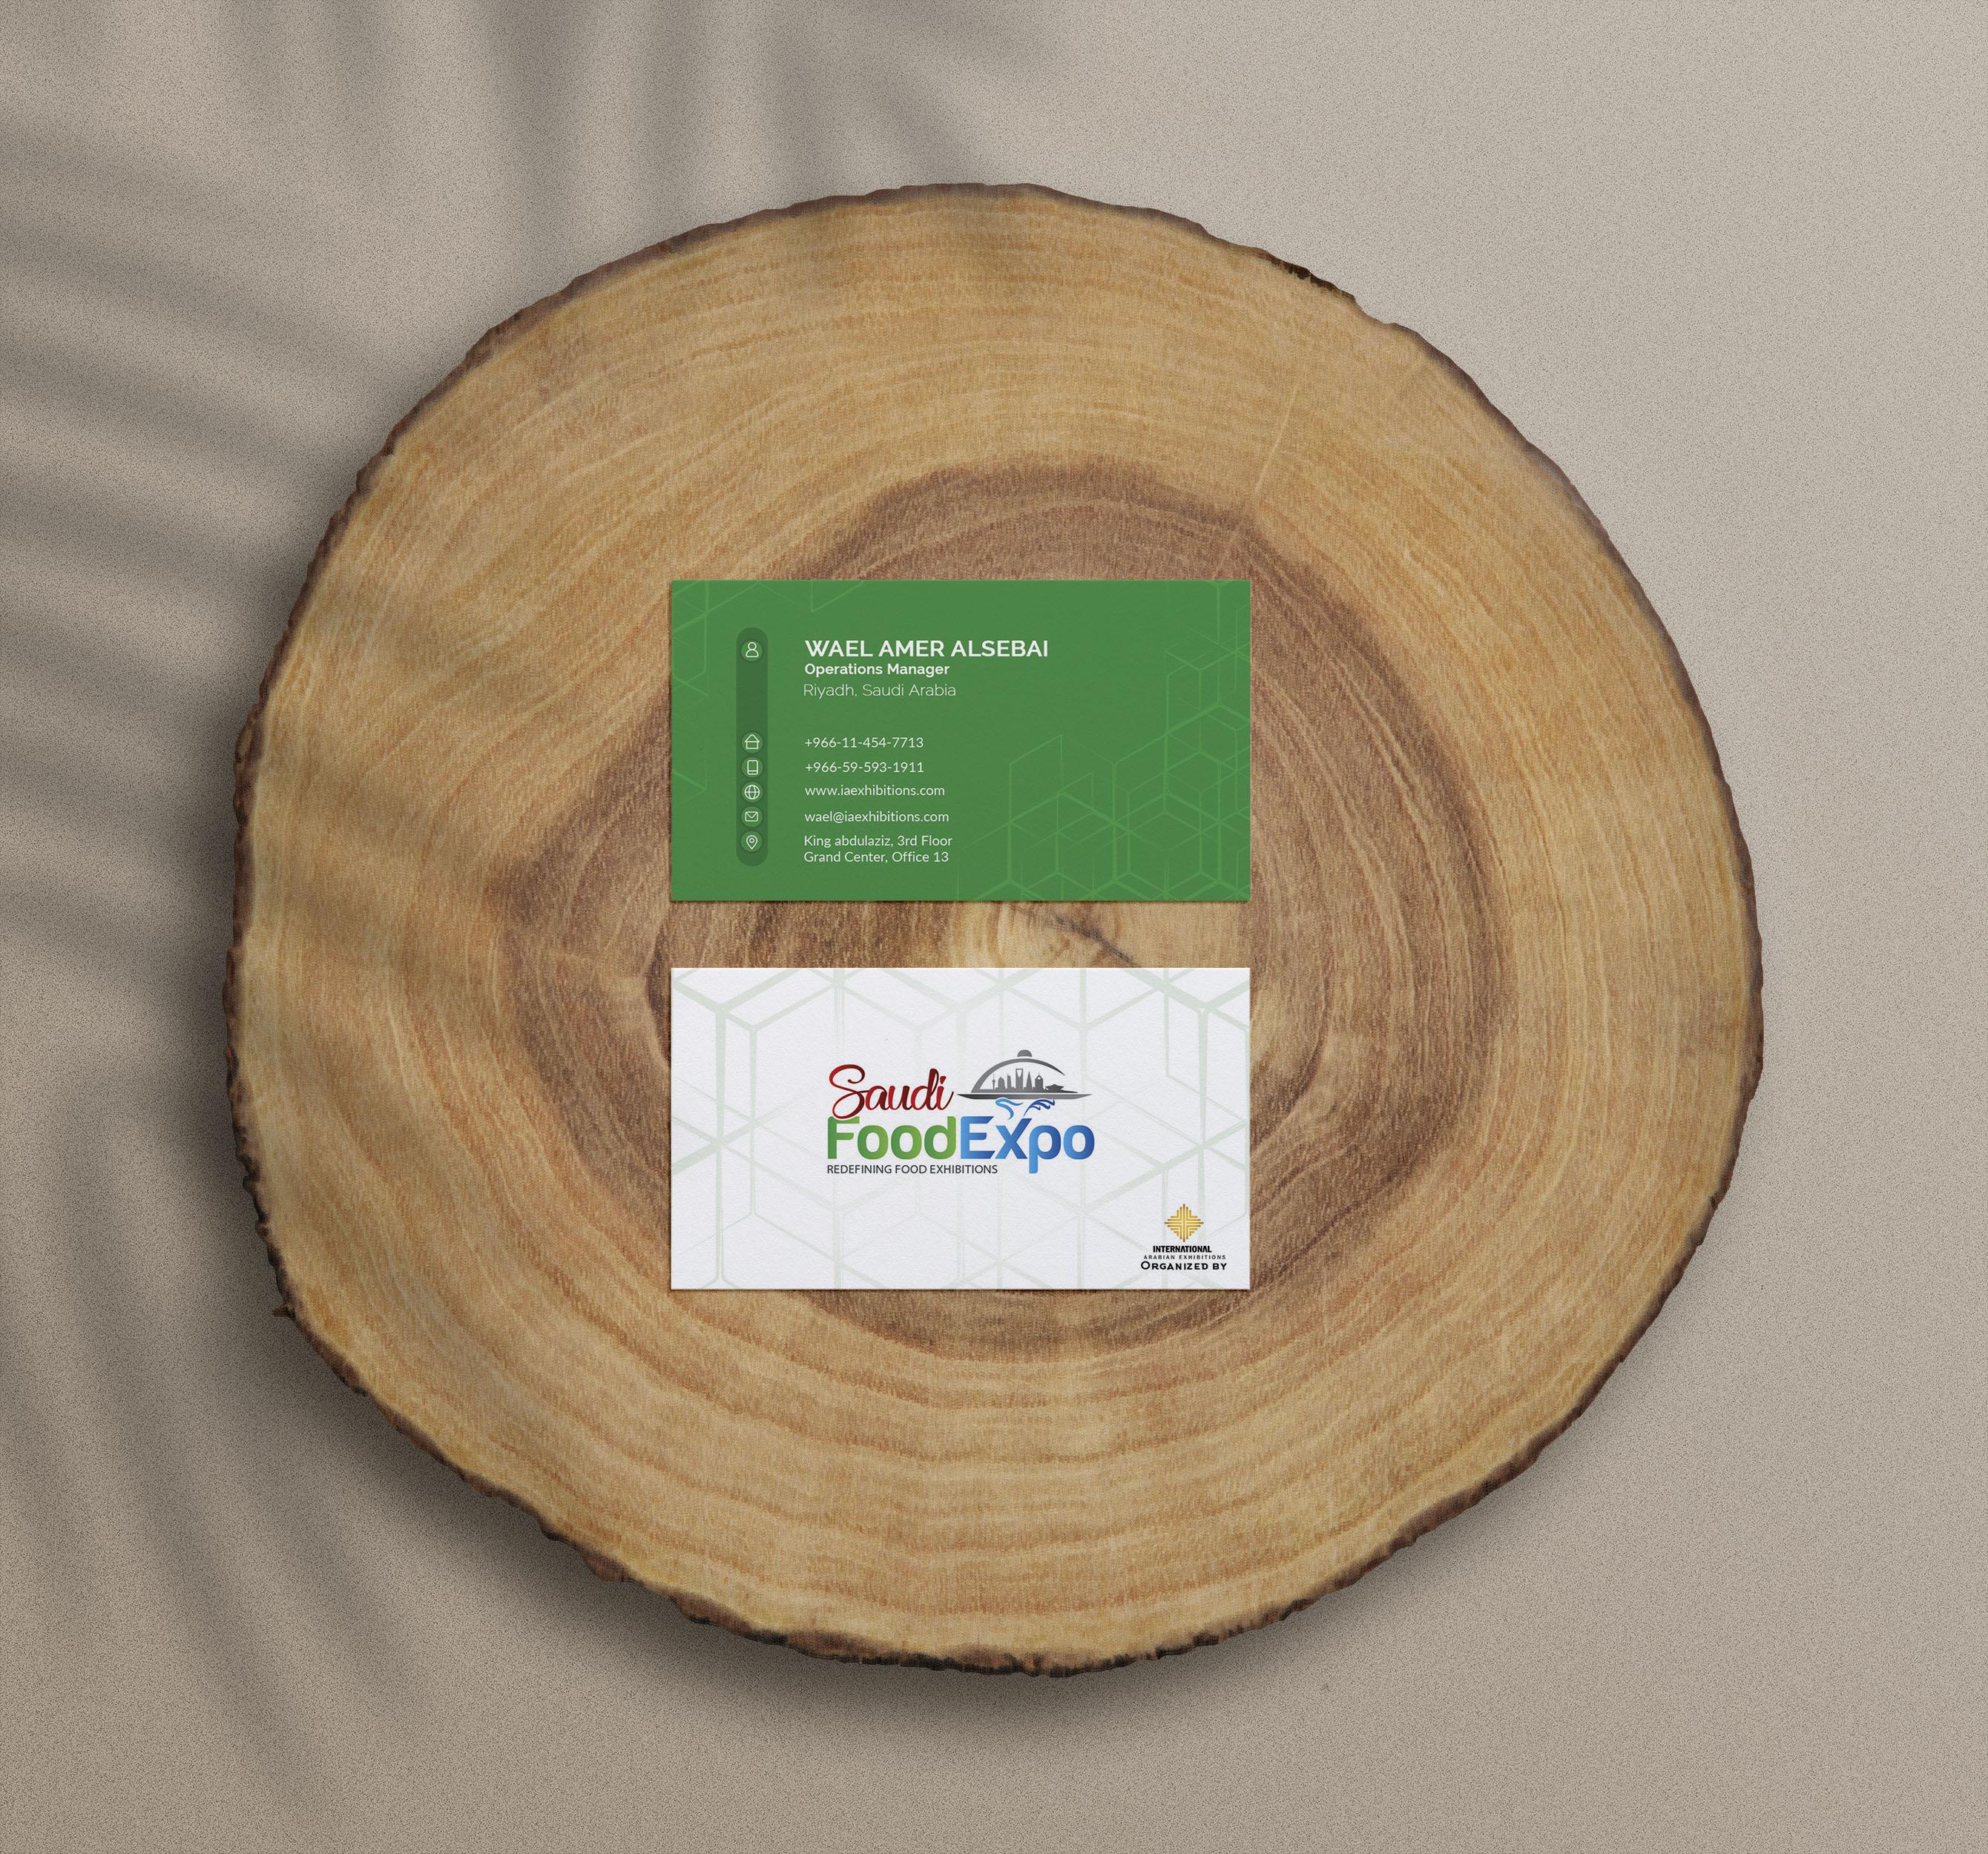 WAEL AMER ALSEBAI
Operations Manager
Riyadh, Saudi Arabia
+966-11-454-7713
+966-59-593-1911
www.iaexhibitions.com
wael@iaexhibitions.com
King abdulaziz, 3rd Floor
Grand Center, Office 13
Saudi
FoodExpo
REDEFINING FOOD EXHIBITIONS
INTERNATIONAL
ARABIAN EXHIBITIONS
ORGANIZED BY